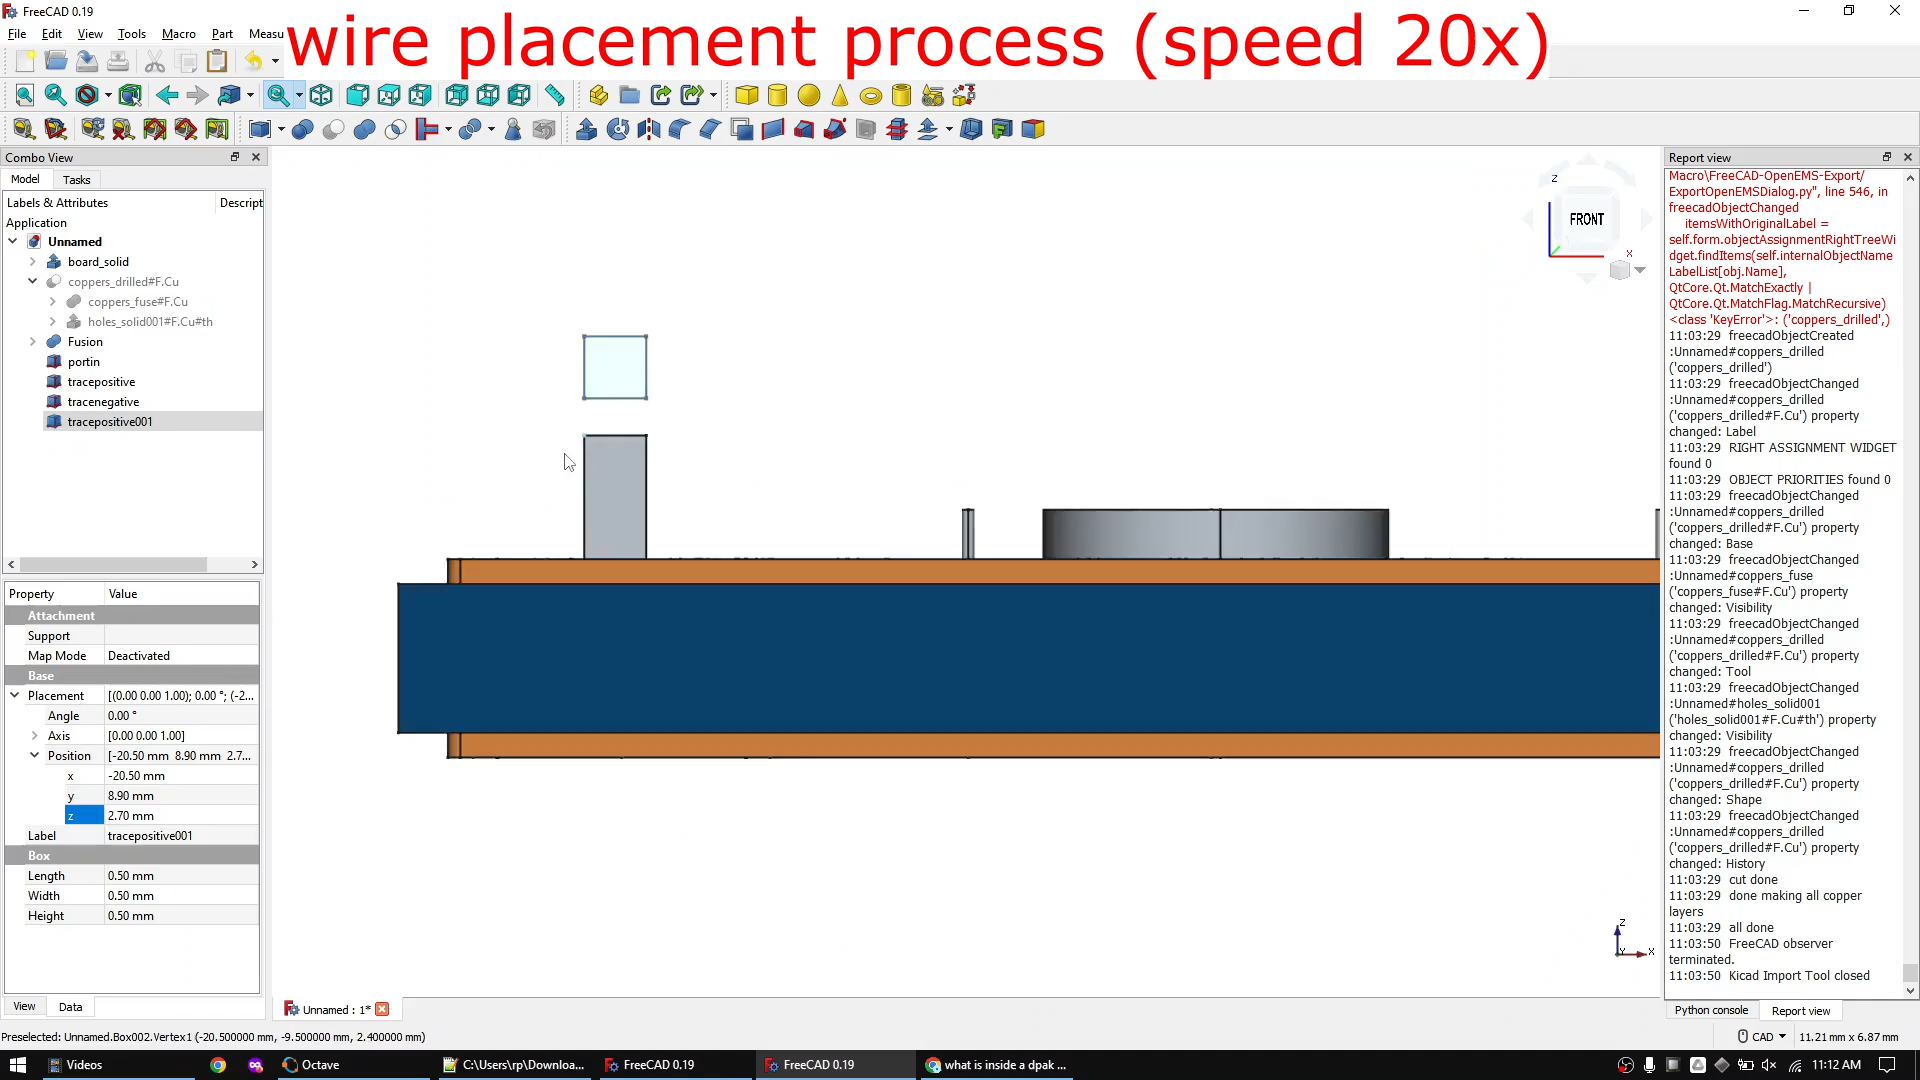 FreeCAD 0.19
wire placement process (speed 20x)
File Edit View Tools Macro Part Measu
Combo View
Model Tasks
Labels & Attributes Descript
Application
Unnamed
board_solid
coppers_drilled#F.Cu
coppers_fuse#F.Cu
holes_solid001#F.Cu#th
Fusion
portin
tracepositive
tracenegative
tracepositive001
Property Value
Attachment
Support
Map Mode Deactivated
Base
Placement [(0.00 0.00 1.00); 0.00 °; (-2...
Angle 0.00 °
Axis [0.00 0.00 1.00]
Position [-20.50 mm 8.90 mm 2.7...
x -20.50 mm
y 8.90 mm
z 2.70 mm
Label tracepositive001
Box
Length 0.50 mm
Width 0.50 mm
Height 0.50 mm
View Data
Z
FRONT
X
Z
Y X
Unnamed : 1*
Report view
Macro\FreeCAD-OpenEMS-Export/
ExportOpenEMSDialog.py", line 546, in
freecadObjectChanged
itemsWithOriginalLabel =
self.form.objectAssignmentRightTreeWi
dget.findItems(self.internalObjectName
LabelList[obj.Name],
QtCore.Qt.MatchExactly |
QtCore.Qt.MatchFlag.MatchRecursive)
<class 'KeyError'>: ('coppers_drilled',)
11:03:29 freecadObjectCreated
:Unnamed#coppers_drilled
('coppers_drilled')
11:03:29 freecadObjectChanged
:Unnamed#coppers_drilled
('coppers_drilled#F.Cu') property
changed: Label
11:03:29 RIGHT ASSIGNMENT WIDGET
found 0
11:03:29 OBJECT PRIORITIES found 0
11:03:29 freecadObjectChanged
:Unnamed#coppers_drilled
('coppers_drilled#F.Cu') property
changed: Base
11:03:29 freecadObjectChanged
:Unnamed#coppers_fuse
('coppers_fuse#F.Cu') property
changed: Visibility
11:03:29 freecadObjectChanged
:Unnamed#coppers_drilled
('coppers_drilled#F.Cu') property
changed: Tool
11:03:29 freecadObjectChanged
:Unnamed#holes_solid001
('holes_solid001#F.Cu#th') property
changed: Visibility
11:03:29 freecadObjectChanged
:Unnamed#coppers_drilled
('coppers_drilled#F.Cu') property
changed: Shape
11:03:29 freecadObjectChanged
:Unnamed#coppers_drilled
('coppers_drilled#F.Cu') property
changed: History
11:03:29 cut done
11:03:29 done making all copper
layers
11:03:29 all done
11:03:50 FreeCAD observer
terminated.
11:03:50 Kicad Import Tool closed
Python console Report view
Preselected: Unnamed.Box002.Vertex1 (-20.500000 mm, -9.500000 mm, 2.400000 mm)
CAD 11.21 mm x 6.87 mm
Videos Octave C:\Users\rp\Downloa... FreeCAD 0.19 FreeCAD 0.19 what is inside a dpak ... 11:12 AM